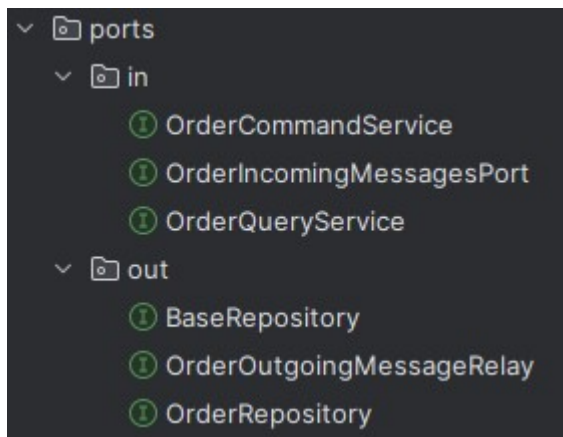 ports
in
OrderCommandService
OrderIncomingMessagesPort
OrderQueryService
out
BaseRepository
OrderOutgoingMessageRelay
OrderRepository